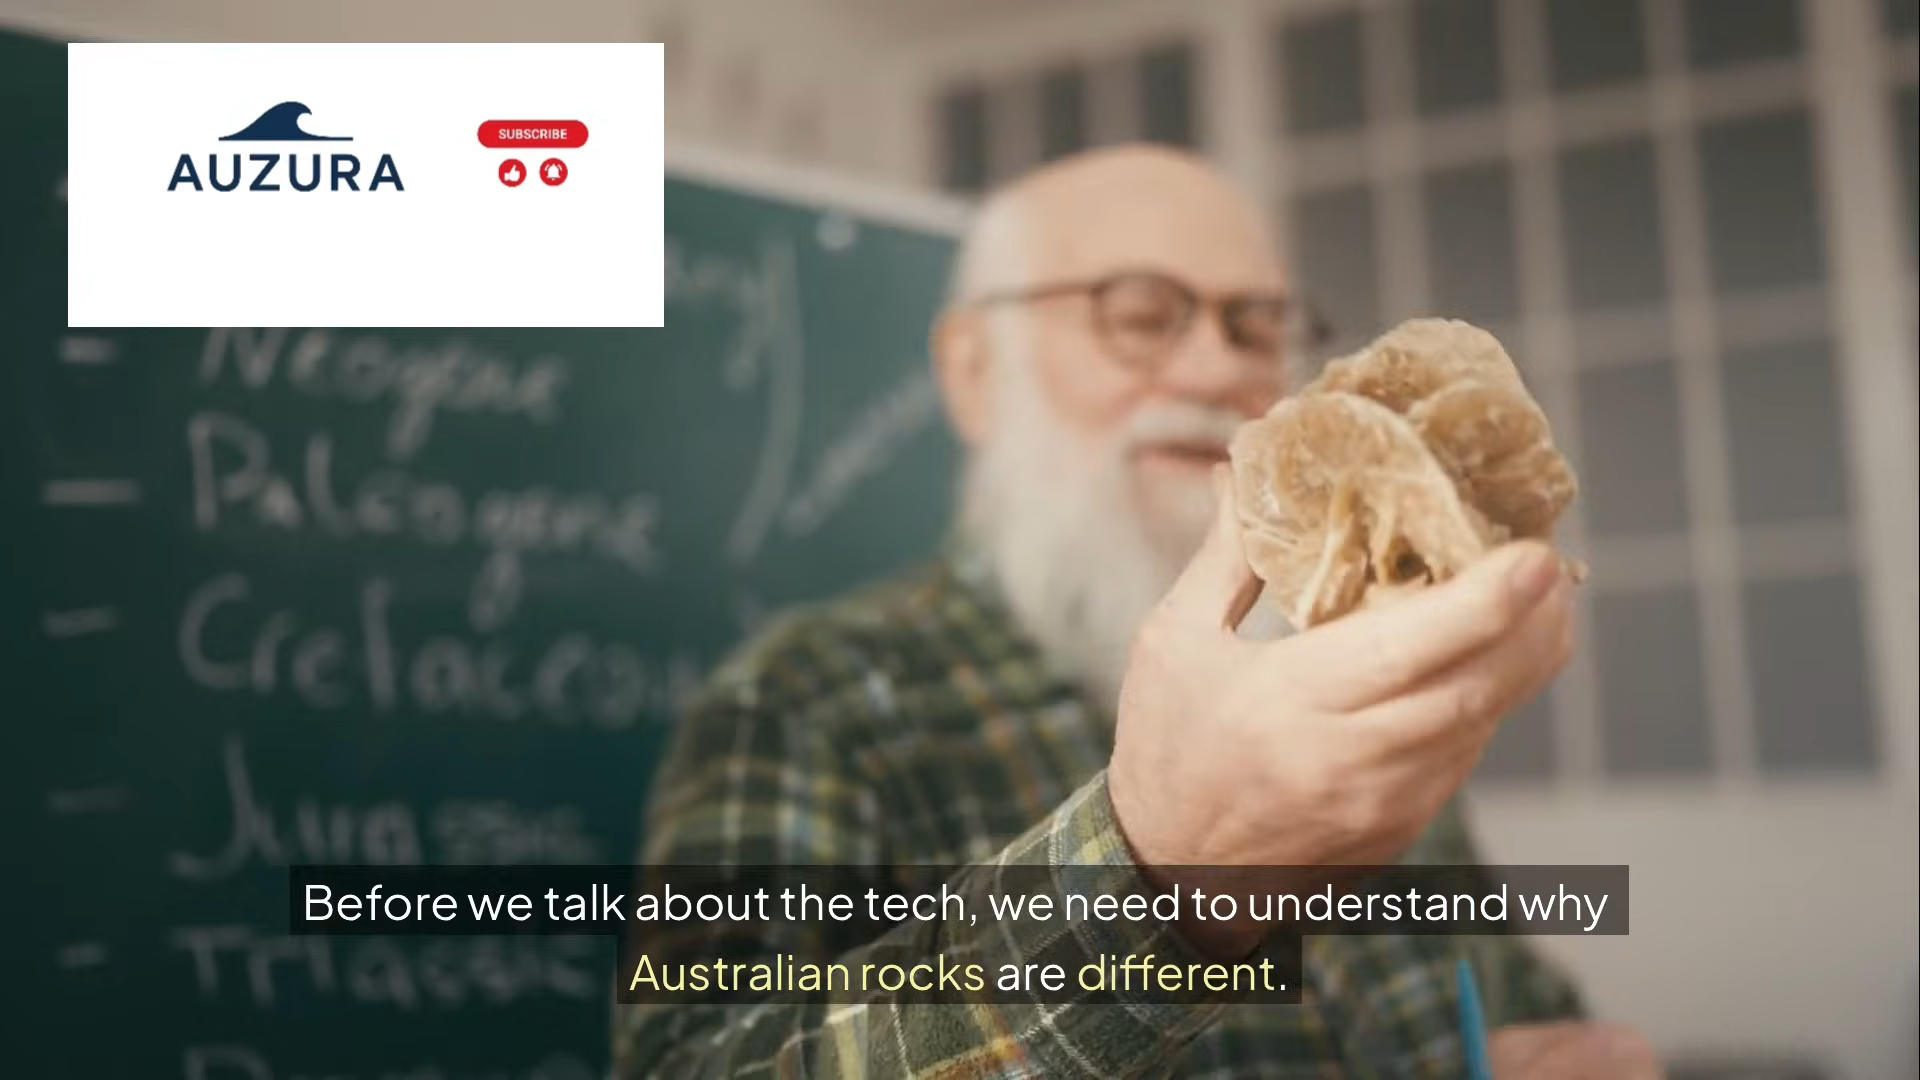 AUZURA
SUBSCRIBE
Neogene
Paleogene
Cretaceou
Jurassic
Triassic
Before we talk about the tech, we need to understand why
Australian rocks are different.